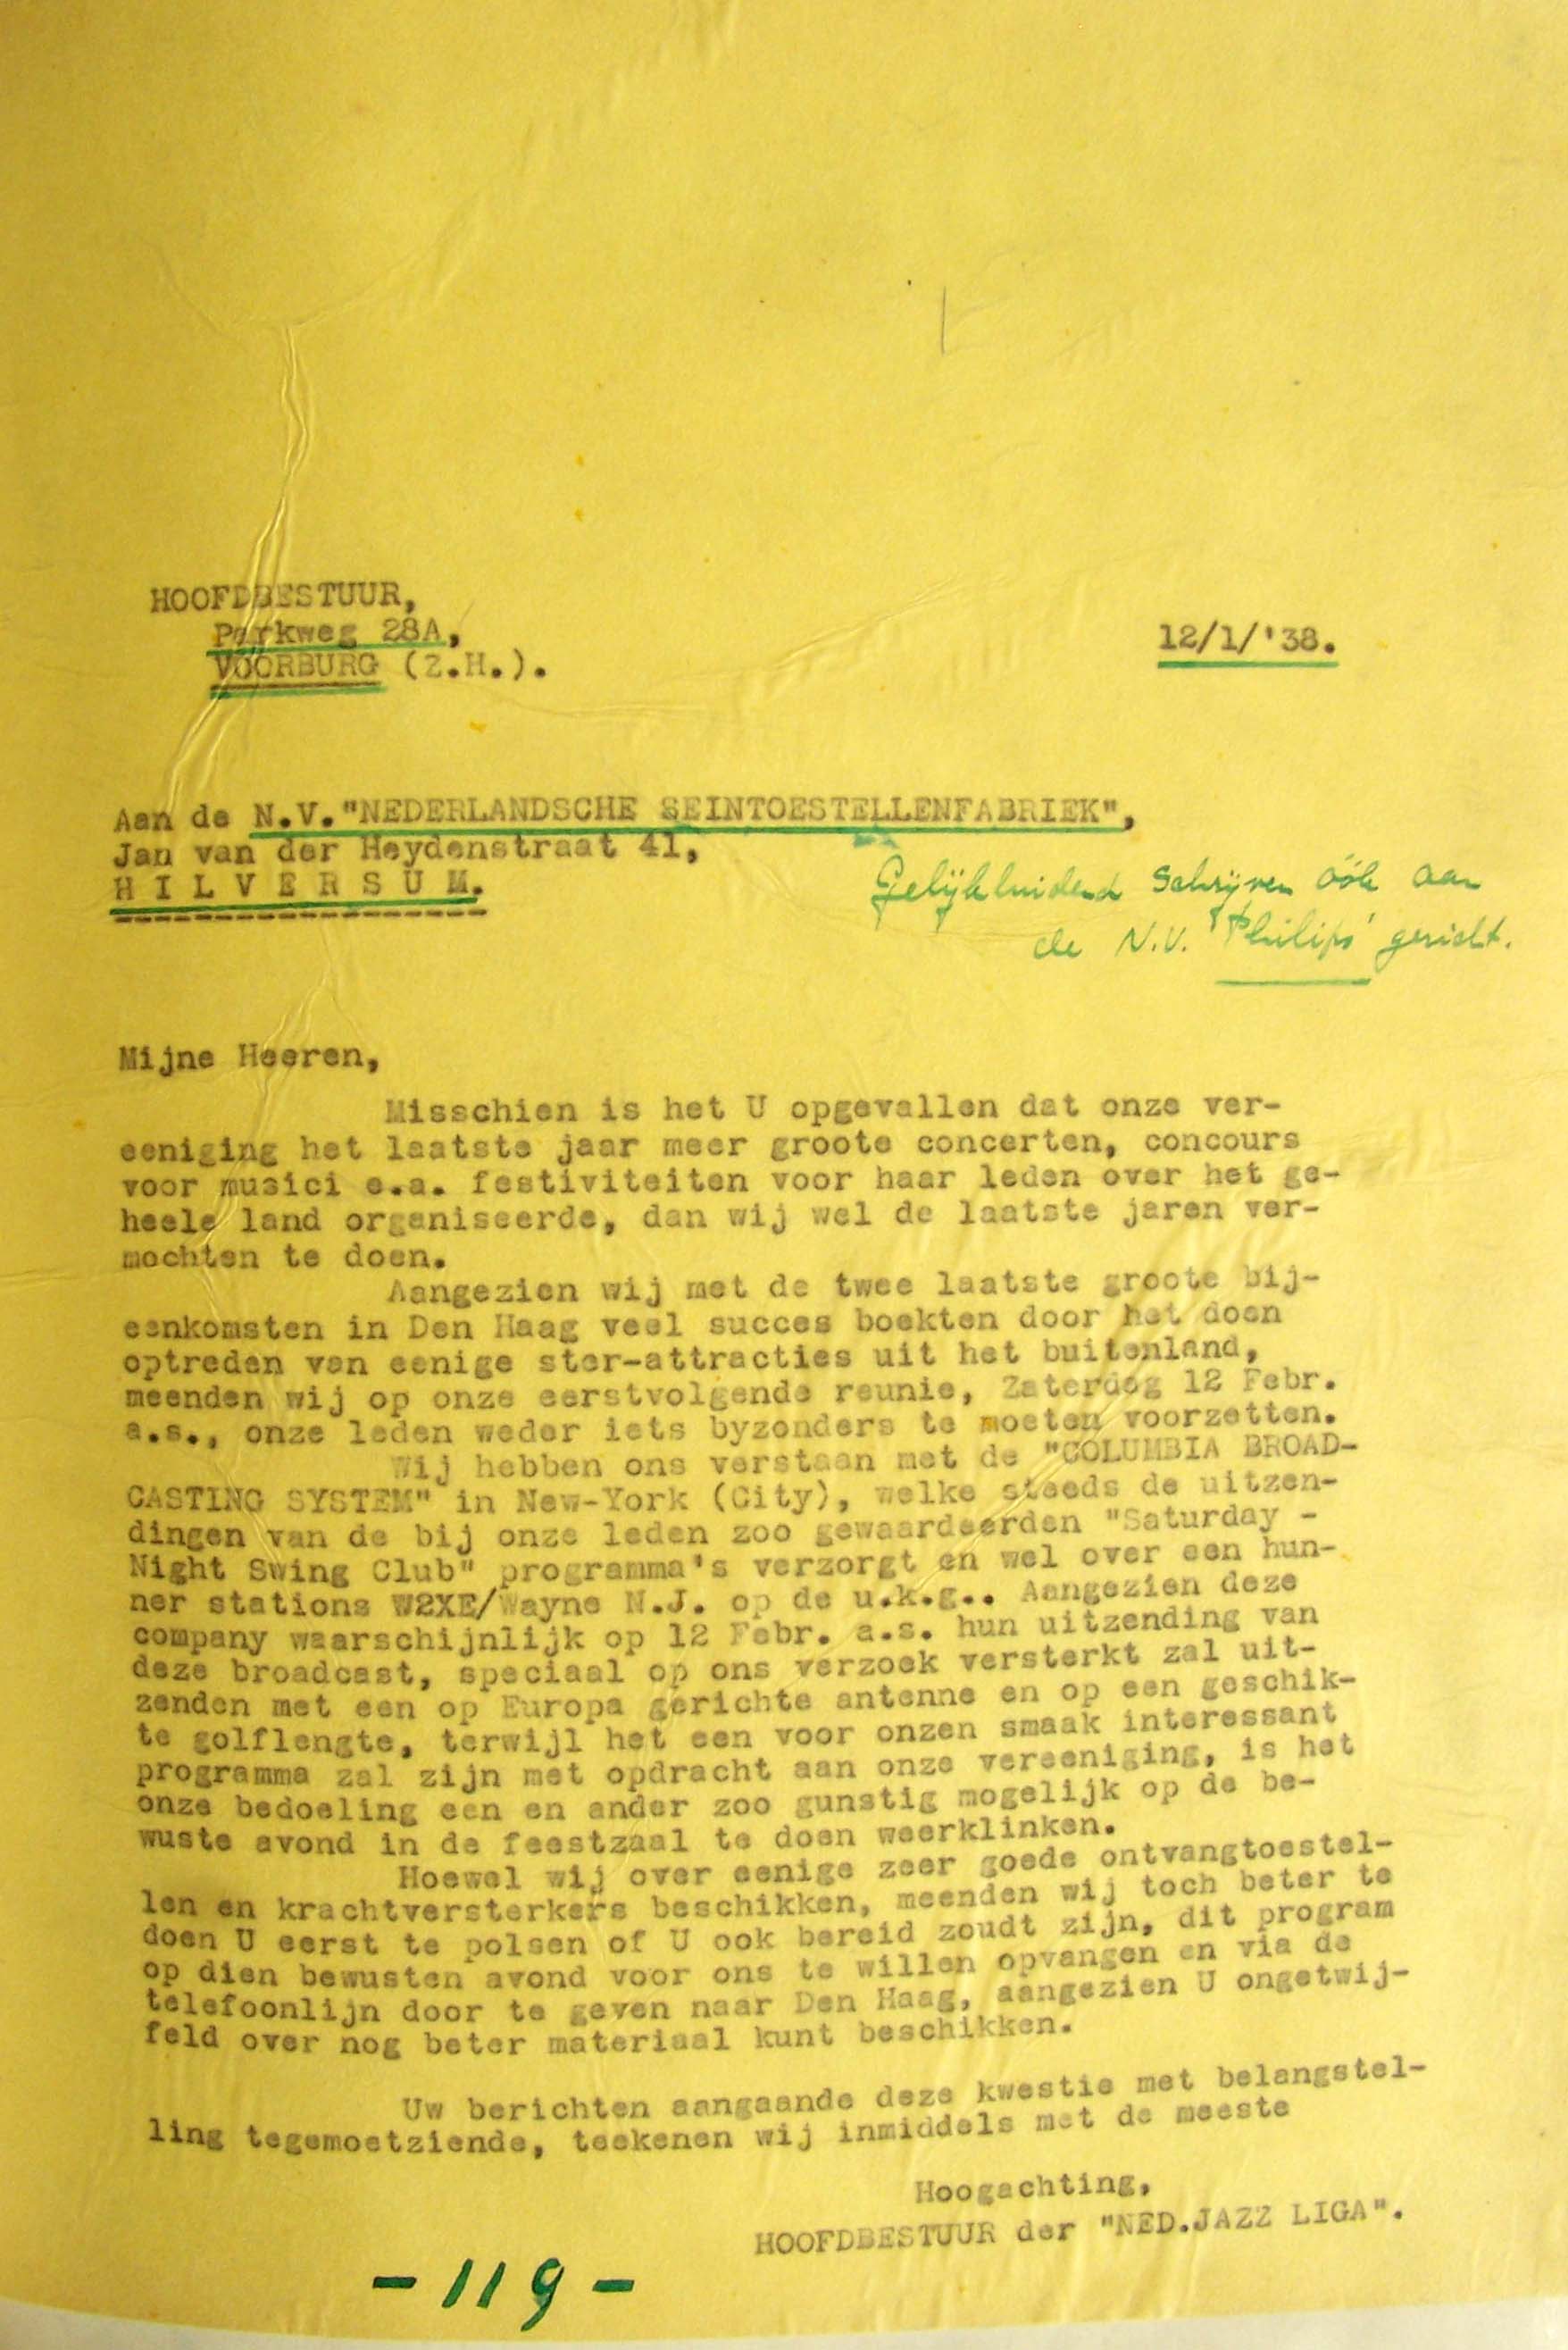 HOOFDBESTUUR,
Parkweg 28A,
VOORBURG (Z.H.).
12/1/'38.
Aan de N.V."NEDERLANDSCHE SEINTOESTELLENFABRIEK",
Jan van der Heydenstraat 41,
H I L V E R S U M.
Gelijkluidend schrijven óók aan
de N.V. 'Philips' gericht.
Mijne Heeren,
Misschien is het U opgevallen dat onze ver-
eeniging het laatste jaar meer groote concerten, concours
voor musici e.a. festiviteiten voor haar leden over het ge-
heele land organiseerde, dan wij wel de laatste jaren ver-
mochten te doen.
Aangezien wij met de twee laatste groote bij-
eenkomsten in Den Haag veel succes boekten door het doen
optreden van eenige ster-attracties uit het buitenland,
meenden wij op onze eerstvolgende reunie, Zaterdag 12 Febr.
a.s., onze leden weder iets byzonders te moeten voorzetten.
Wij hebben ons verstaan met de "COLUMBIA BROAD-
CASTING SYSTEM" in New-York (City), welke steeds de uitzen-
dingen van de bij onze leden zoo gewaardeerden "Saturday -
Night Swing Club" programma's verzorgt en wel over een hun-
ner stations W2XE/Wayne N.J. op de u.k.g.. Aangezien deze
company waarschijnlijk op 12 Febr. a.s. hun uitzending van
deze broadcast, speciaal op ons verzoek versterkt zal uit-
zenden met een op Europa gerichte antenne en op een geschik-
te golflengte, terwijl het een voor onzen smaak interessant
programma zal zijn met opdracht aan onze vereeniging, is het
onze bedoeling een en ander zoo gunstig mogelijk op de be-
wuste avond in de feestzaal te doen weerklinken.
Hoewel wij over eenige zeer goede ontvangtoestel-
len en krachtversterkers beschikken, meenden wij toch beter te
doen U eerst te polsen of U ook bereid zoudt zijn, dit program
op dien bewusten avond voor ons te willen opvangen en via de
telefoonlijn door te geven naar Den Haag, aangezien U ongetwij-
feld over nog beter materiaal kunt beschikken.
Uw berichten aangaande deze kwestie met belangstel-
ling tegemoetziende, teekenen wij inmiddels met de meeste
Hoogachting,
HOOFDBESTUUR der "NED.JAZZ LIGA".
-119-